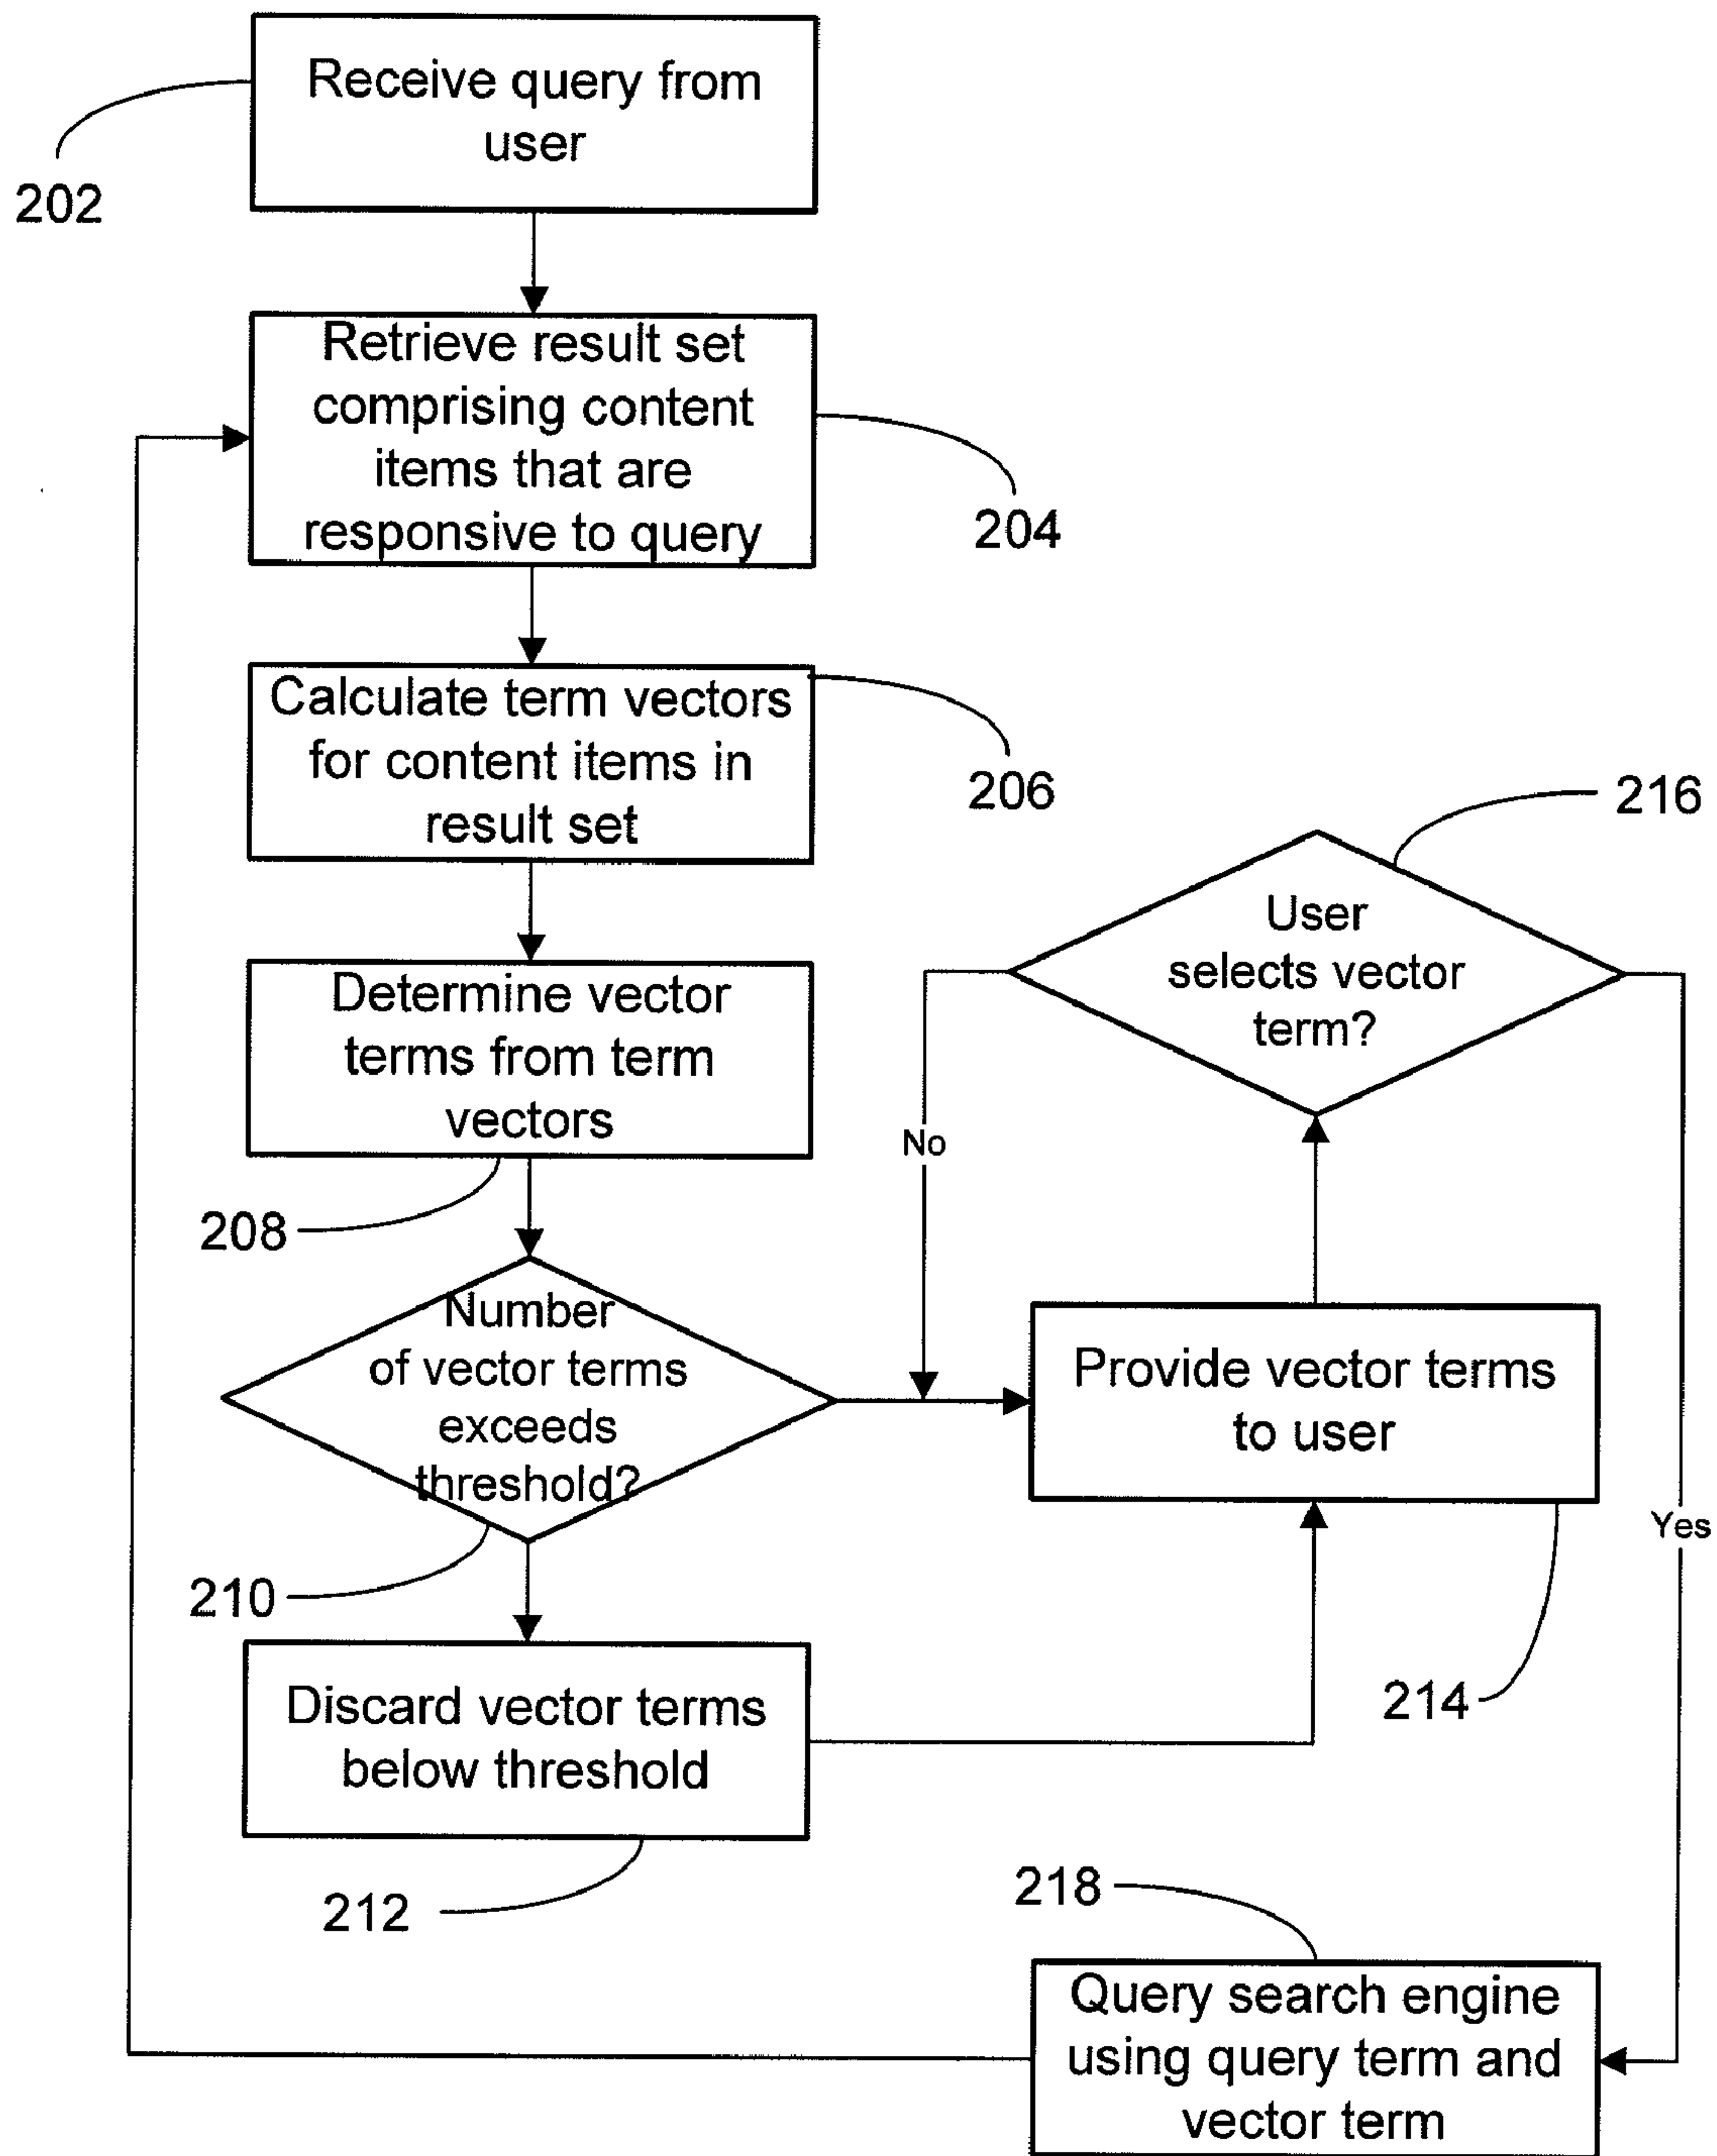 Receive query from
user
202
Retrieve result set
comprising content
items that are
responsive to query
204
Calculate term vectors
for content items in
result set
206
Determine vector
terms from term
vectors
208
Number
of vector terms
exceeds
threshold?
210
Discard vector terms
below threshold
212
216
User
selects vector
term?
No
Yes
Provide vector terms
to user
214
218
Query search engine
using query term and
vector term